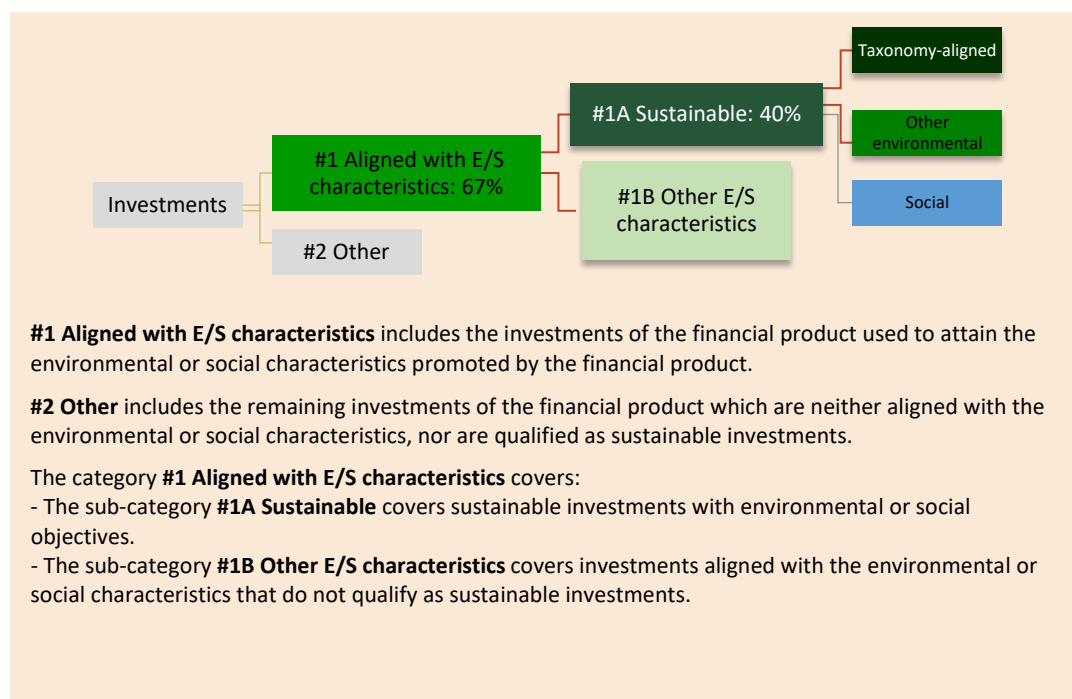 Taxonomy-aligned
#1A Sustainable: 40%
Other
environmental
#1 Aligned with E/S
characteristics: 67%
Investments
#1B Other E/S
characteristics
Social
#2 Other
#1 Aligned with E/S characteristics includes the investments of the financial product used to attain the
environmental or social characteristics promoted by the financial product.
#2 Other includes the remaining investments of the financial product which are neither aligned with the
environmental or social characteristics, nor are qualified as sustainable investments.
The category #1 Aligned with E/S characteristics covers:
- The sub-category #1A Sustainable covers sustainable investments with environmental or social
objectives.
- The sub-category #1B Other E/S characteristics covers investments aligned with the environmental or
social characteristics that do not qualify as sustainable investments.